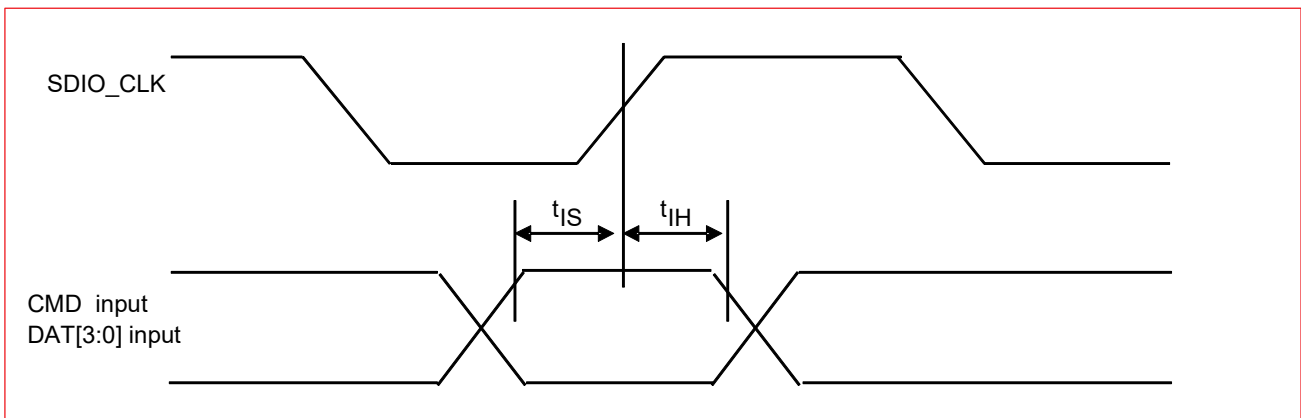 SDIO_CLK
tIS
tIH
CMD input
DAT[3:0] input